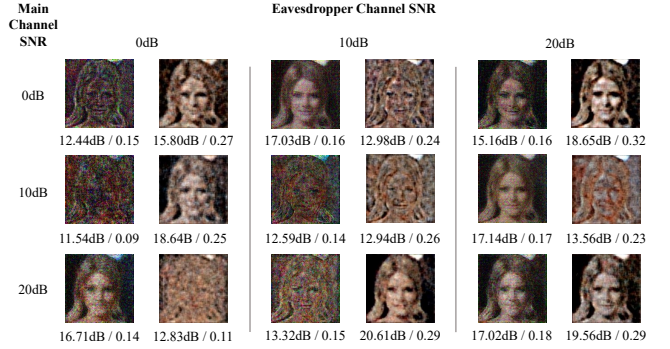 Main
Channel
SNR
Eavesdropper Channel SNR
0dB 10dB 20dB
0dB
12.44dB / 0.15 15.80dB / 0.27 17.03dB / 0.16 12.98dB / 0.24 15.16dB / 0.16 18.65dB / 0.32
10dB
11.54dB / 0.09 18.64B / 0.25 12.59dB / 0.14 12.94dB / 0.26 17.14dB / 0.17 13.56dB / 0.23
20dB
16.71dB / 0.14 12.83dB / 0.11 13.32dB / 0.15 20.61dB / 0.29 17.02dB / 0.18 19.56dB / 0.29